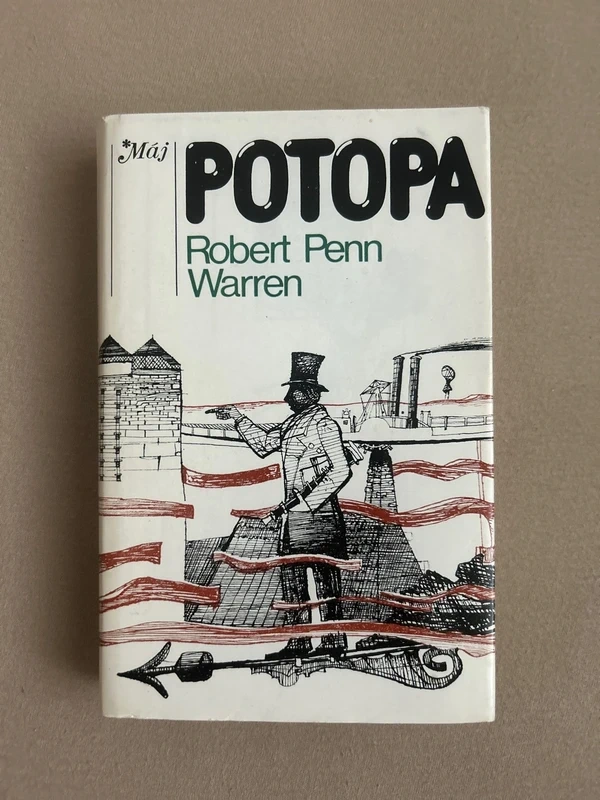 *Máj
POTOPA
Robert Penn
Warren